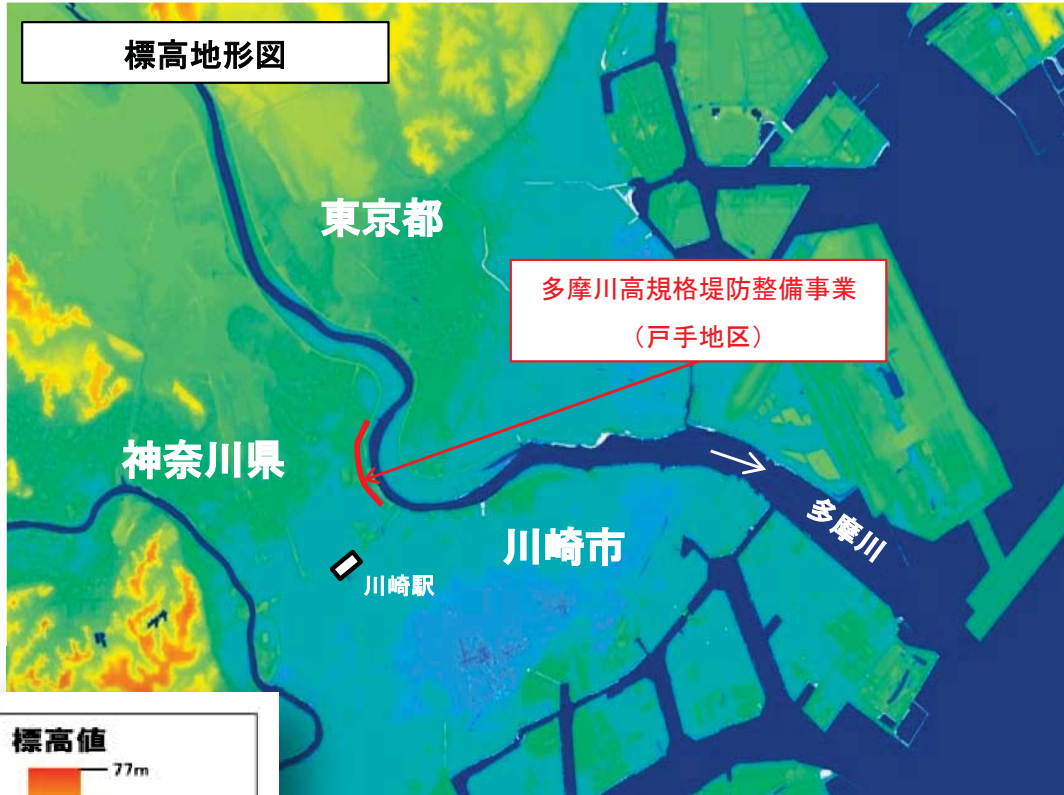 標高地形図
東京都
多摩川高規格堤防整備事業
（戸手地区）
神奈川県
川崎市
多摩川
川崎駅
標高値
77m